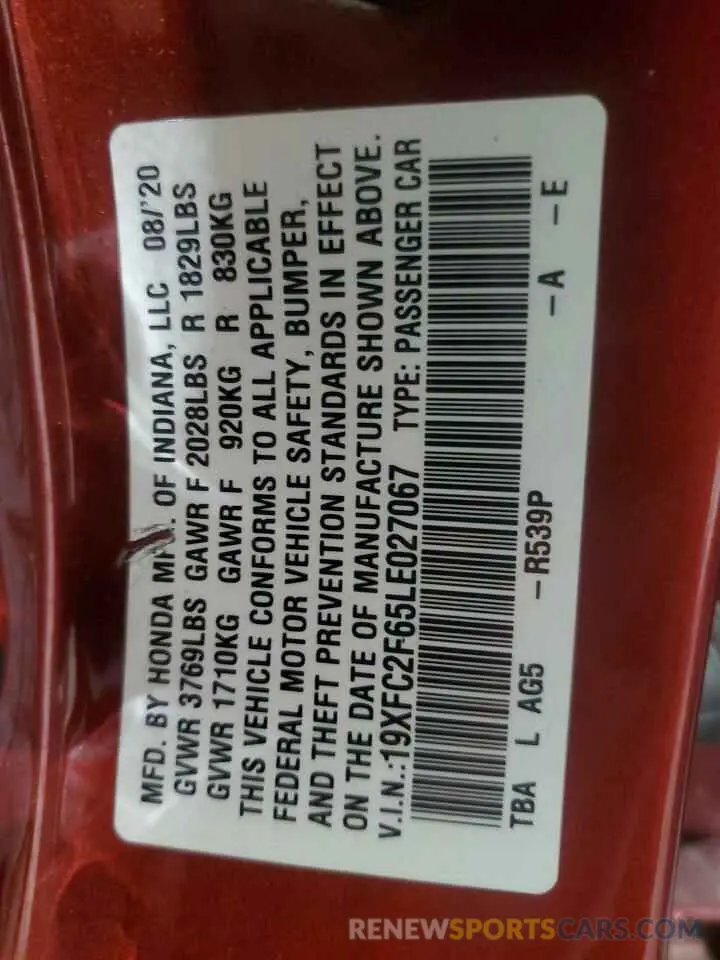 MFD. BY HONDA OF INDIANA, LLC 08/'20
GVWR 3769LBS GAWR F 2028LBS R 1829LBS
GVWR 1710KG GAWR F 920KG R 830KG
THIS VEHICLE CONFORMS TO ALL APPLICABLE
FEDERAL MOTOR VEHICLE SAFETY, BUMPER,
AND THEFT PREVENTION STANDARDS IN EFFECT
ON THE DATE OF MANUFACTURE SHOWN ABOVE.
V.I.N.:19XFC2F65LE027067 TYPE: PASSENGER CAR
TBA L AG5 -R539P -A -E
RENEWSPORTSCARS.COM